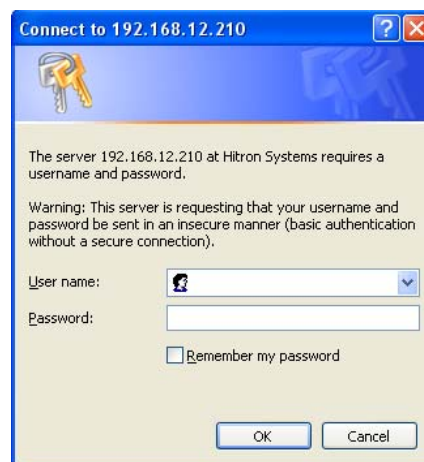 Connect to 192.168.12.210
The server 192.168.12.210 at Hitron Systems requires a
username and password.
Warning: This server is requesting that your username and
password be sent in an insecure manner (basic authentication
without a secure connection).
User name:
Password:
Remember my password
OK
Cancel